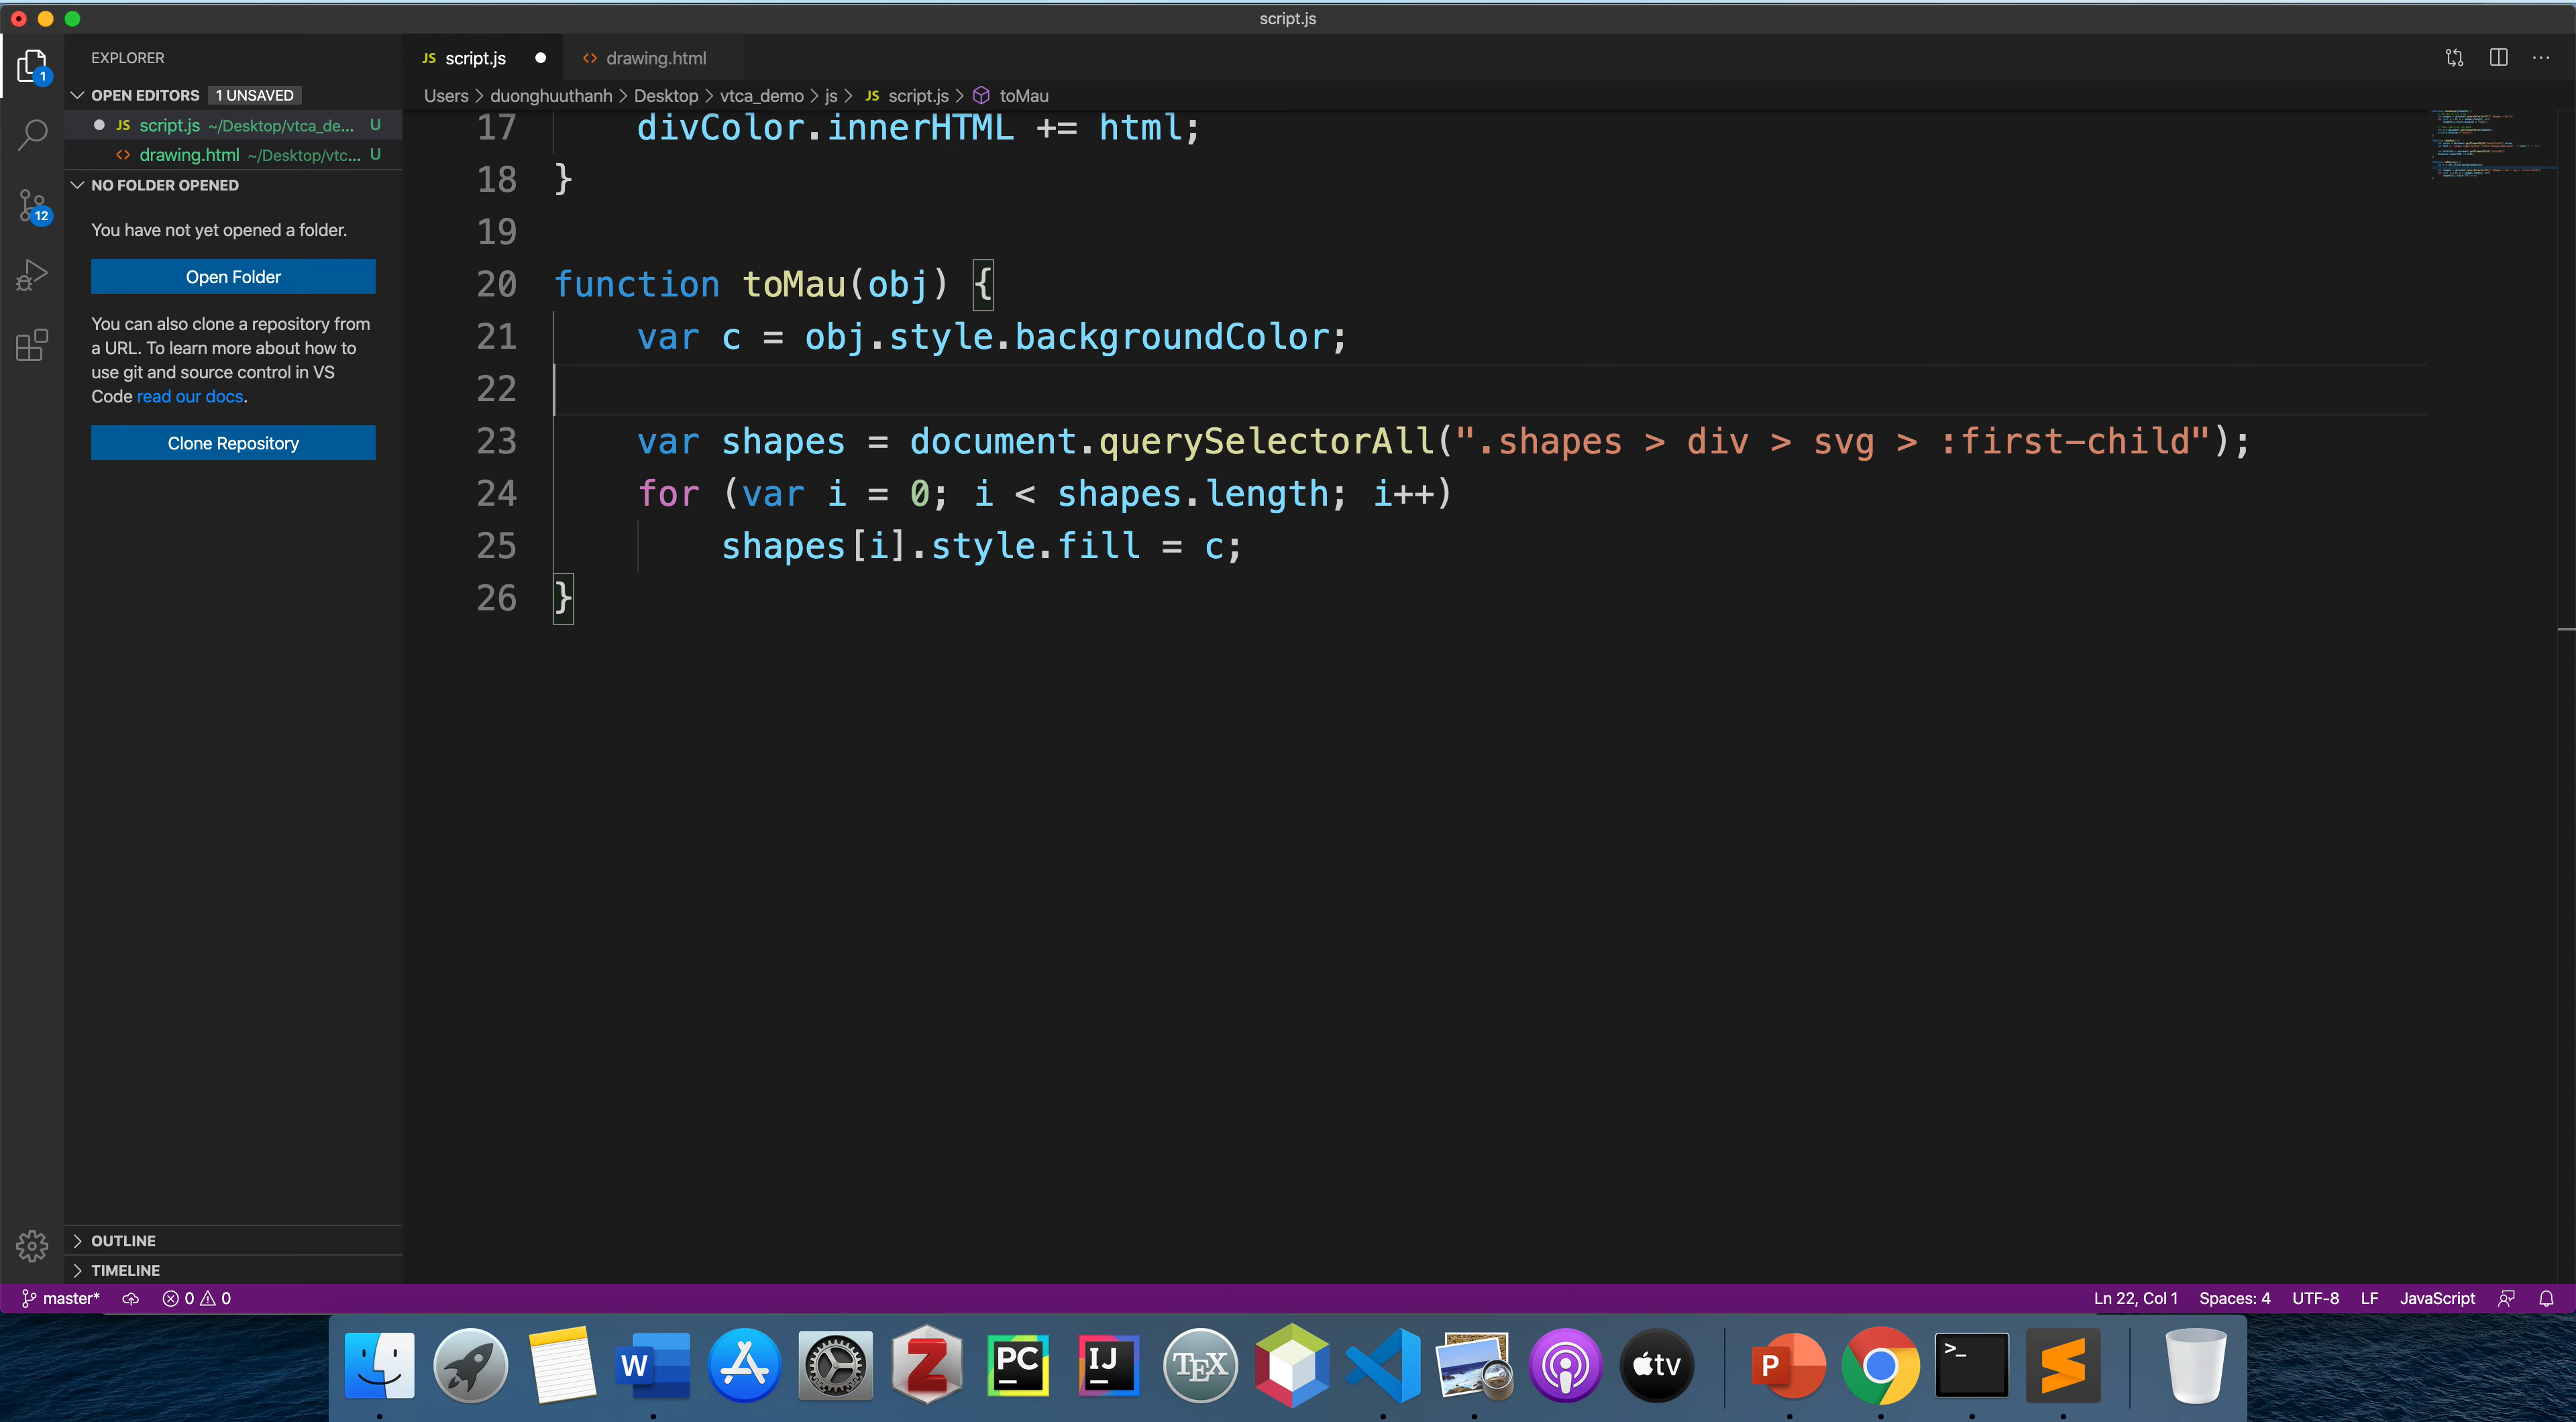 script.js
EXPLORER
JS script.js
<> drawing.html
1
OPEN EDITORS 1 UNSAVED
Users > duonghuuthanh > Desktop > vtca_demo > js > JS script.js > toMau
JS script.js ~/Desktop/vtca_de... U
<> drawing.html ~/Desktop/vtc... U
NO FOLDER OPENED
12
You have not yet opened a folder.
Open Folder
You can also clone a repository from
a URL. To learn more about how to
use git and source control in VS
Code read our docs.
Clone Repository
17 divColor.innerHTML += html;
18 }
19
20 function toMau(obj) {
21 var c = obj.style.backgroundColor;
22
23 var shapes = document.querySelectorAll(".shapes > div > svg > :first-child");
24 for (var i = 0; i < shapes.length; i++)
25 shapes[i].style.fill = c;
26 }
OUTLINE
TIMELINE
master* 0 0 Ln 22, Col 1 Spaces: 4 UTF-8 LF JavaScript
W
Z
PC
IJ
TEX
tv
P
>_
S